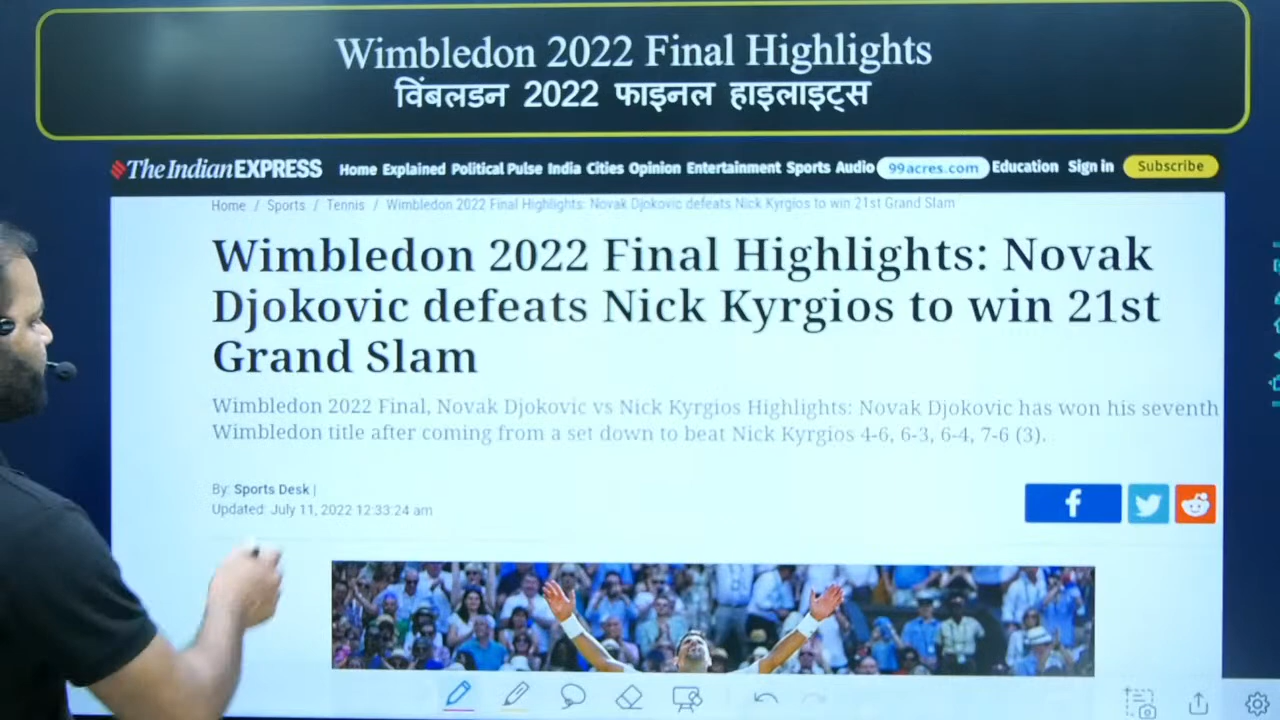 Wimbledon 2022 Final Highlights
विंबलडन 2022 फाइनल हाइलाइट्स
The Indian EXPRESS Home Explained Political Pulse India Cities Opinion Entertainment Sports Audio 99acres.com Education Sign in Subscribe
Home / Sports / Tennis / Wimbledon 2022 Final Highlights: Novak Djokovic defeats Nick Kyrgios to win 21st Grand Slam
Wimbledon 2022 Final Highlights: Novak
Djokovic defeats Nick Kyrgios to win 21st
Grand Slam
Wimbledon 2022 Final, Novak Djokovic vs Nick Kyrgios Highlights: Novak Djokovic has won his seventh
Wimbledon title after coming from a set down to beat Nick Kyrgios 4-6, 6-3, 6-4, 7-6 (3).
By: Sports Desk |
Updated: July 11, 2022 12:33:24 am